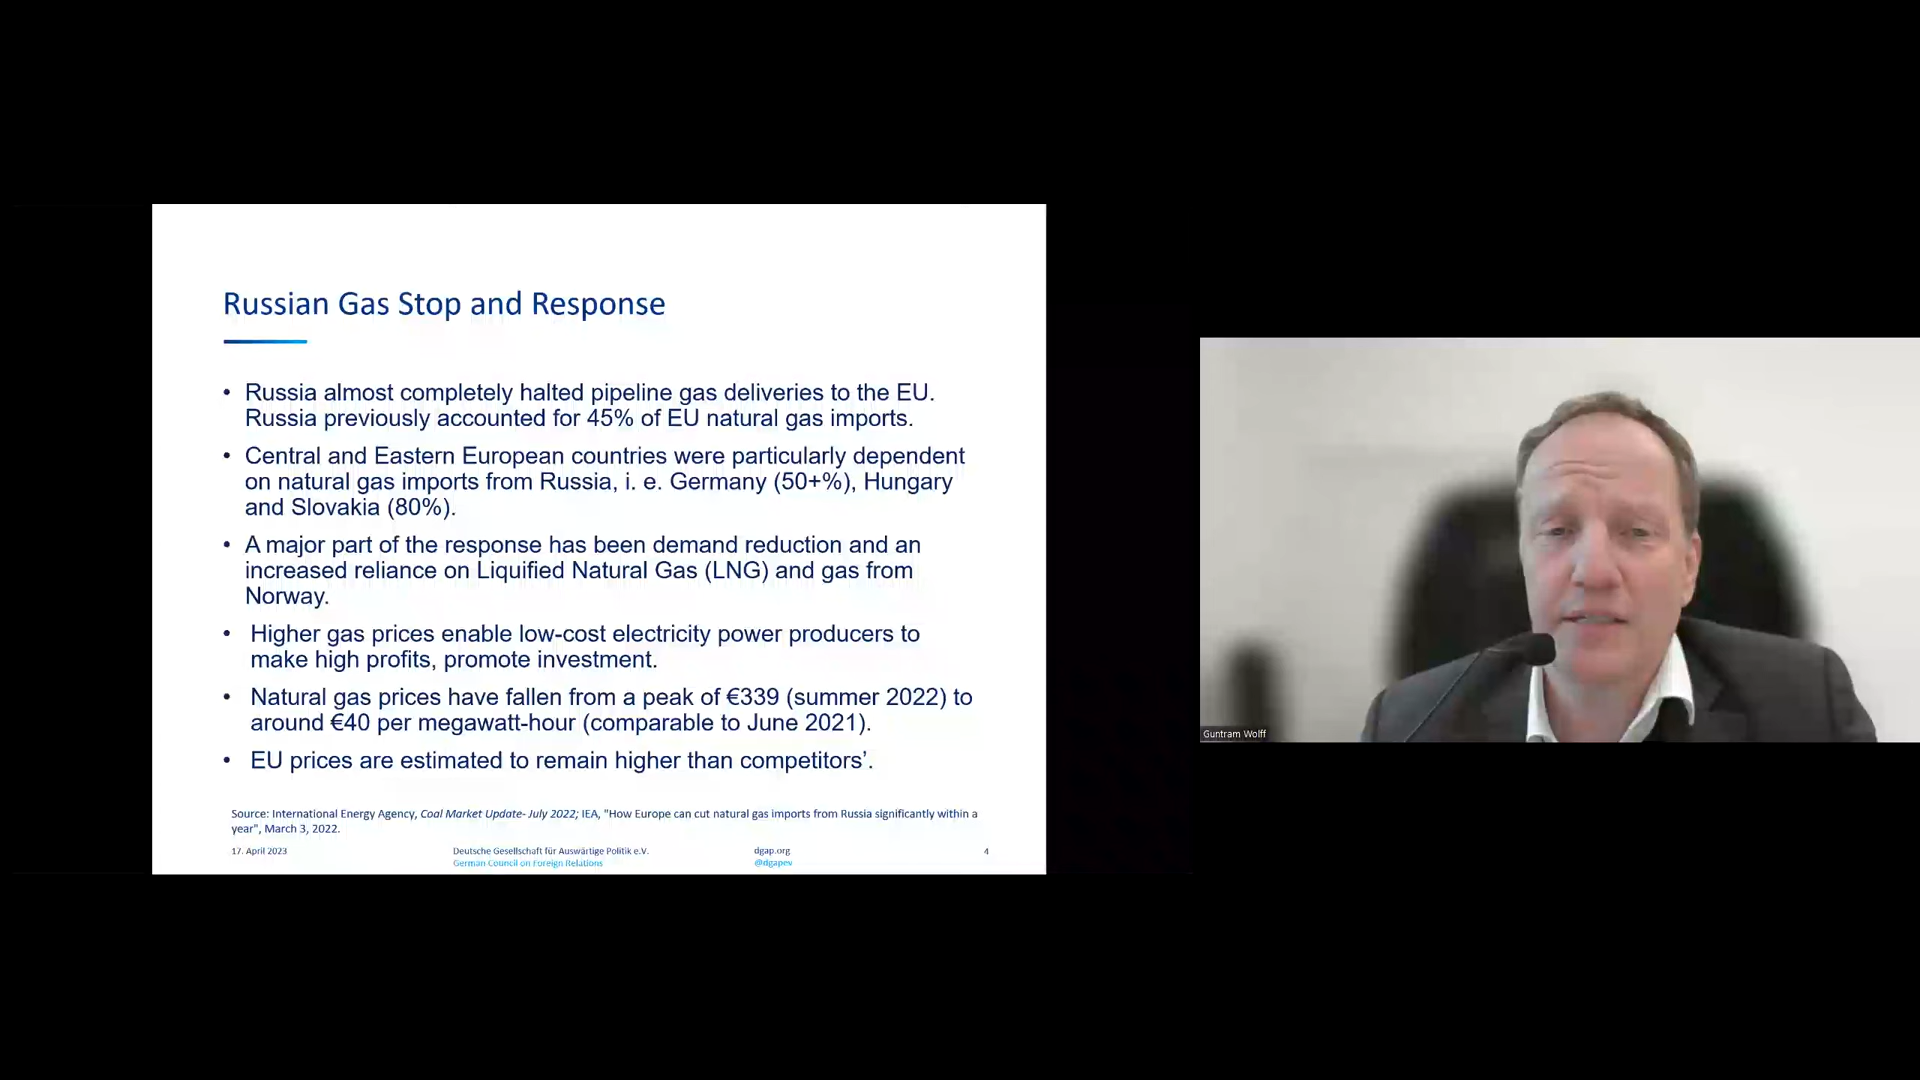 Russian Gas Stop and Response
• Russia almost completely halted pipeline gas deliveries to the EU.
Russia previously accounted for 45% of EU natural gas imports.
• Central and Eastern European countries were particularly dependent
on natural gas imports from Russia, i. e. Germany (50+%), Hungary
and Slovakia (80%).
• A major part of the response has been demand reduction and an
increased reliance on Liquified Natural Gas (LNG) and gas from
Norway.
• Higher gas prices enable low-cost electricity power producers to
make high profits, promote investment.
• Natural gas prices have fallen from a peak of €339 (summer 2022) to
around €40 per megawatt-hour (comparable to June 2021).
• EU prices are estimated to remain higher than competitors’.
Source: International Energy Agency, Coal Market Update- July 2022; IEA, "How Europe can cut natural gas imports from Russia significantly within a
year", March 3, 2022.
17. April 2023
Deutsche Gesellschaft für Auswärtige Politik e.V.
German Council on Foreign Relations
dgap.org
@dgapev
4
Guntram Wolff